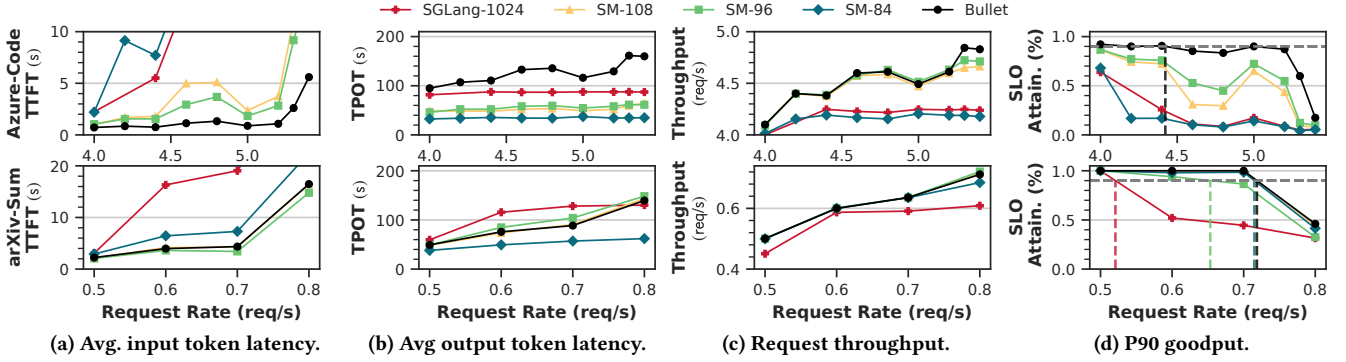 SGLang-1024 SM-108 SM-96 SM-84 Bullet
Azure-Code
TTFT (s)
10
5
0
4.0 4.5 5.0
TPOT (s)
200
100
0
4.0 4.5 5.0
Throughput
(req/s)
5.0
4.5
4.0
4.0 4.5 5.0
SLO
Attain. (%)
1.0
0.5
0.0
4.0 4.5 5.0
arXiv-Sum
TTFT (s)
20
10
0
0.5 0.6 0.7 0.8
Request Rate (req/s)
TPOT (s)
200
100
0
0.5 0.6 0.7 0.8
Request Rate (req/s)
Throughput
(req/s)
0.6
0.4
0.5 0.6 0.7 0.8
Request Rate (req/s)
SLO
Attain. (%)
1.0
0.5
0.0
0.5 0.6 0.7 0.8
Request Rate (req/s)
(a) Avg. input token latency.
(b) Avg output token latency.
(c) Request throughput.
(d) P90 goodput.